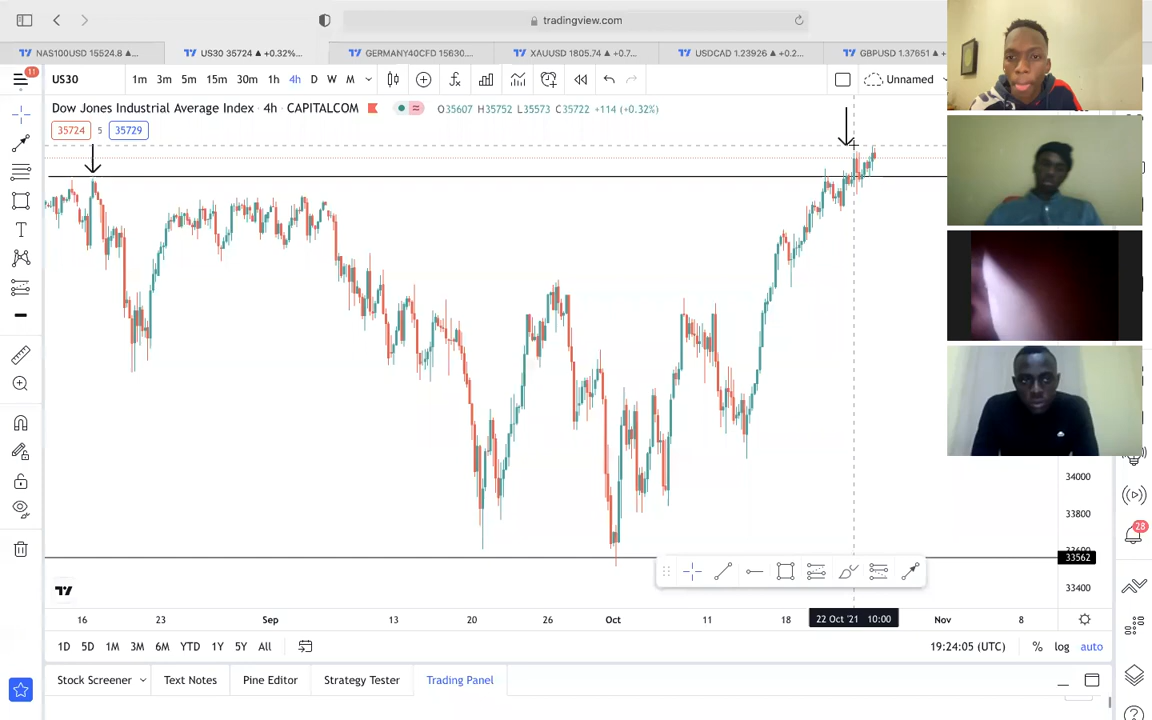 tradingview.com
NAS100USD 15524.8 ▲...
US30 35724 ▲ +0.32%...
GERMANY40CFD 15630....
XAUUSD 1805.74 ▲ +0.7...
USDCAD 1.23926 ▲ +0.2...
GBPUSD 1.37651 ▲ +
11
US30
1m 3m 5m 15m 30m 1h 4h D W M
Unnamed
Dow Jones Industrial Average Index · 4h · CAPITALCOM
O35607 H35752 L35573 C35722 +114 (+0.32%)
35724 5 35729
34000
33800
33562
33400
28
16 23 Sep 13 20 26 Oct 11 18 22 Oct '21 10:00 Nov 8
1D 5D 1M 3M 6M YTD 1Y 5Y All
19:24:05 (UTC) % log auto
Stock Screener Text Notes Pine Editor Strategy Tester Trading Panel